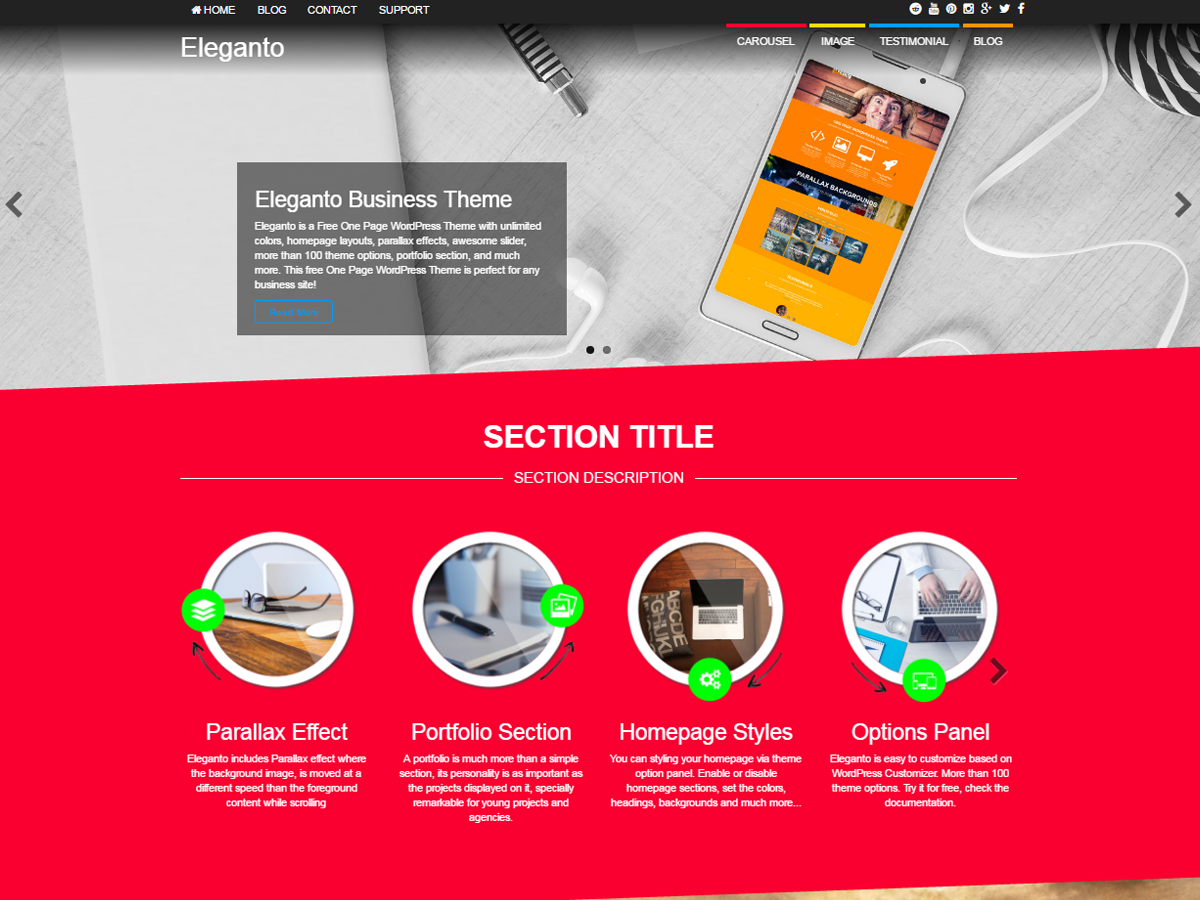 HOME BLOG CONTACT SUPPORT
Eleganto
CAROUSEL IMAGE TESTIMONIAL BLOG
PARALLAX BACKGROUNDS
Eleganto Business Theme
Eleganto is a Free One Page WordPress Theme with unlimited
colors, homepage layouts, parallax effects, awesome slider,
more than 100 theme options, portfolio section, and much
more. This free One Page WordPress Theme is perfect for any
business site!
Read More
SECTION TITLE
SECTION DESCRIPTION
Parallax Effect
Eleganto includes Parallax effect where
the background image, is moved at a
different speed than the foreground
content while scrolling
Portfolio Section
A portfolio is much more than a simple
section, its personality is as important as
the projects displayed on it, specially
remarkable for young projects and
agencies.
Homepage Styles
You can styling your homepage via theme
option panel. Enable or disable
homepage sections, set the colors,
headings, backgrounds and much more...
Options Panel
Eleganto is easy to customize based on
WordPress Customizer. More than 100
theme options. Try it for free, check the
documentation.